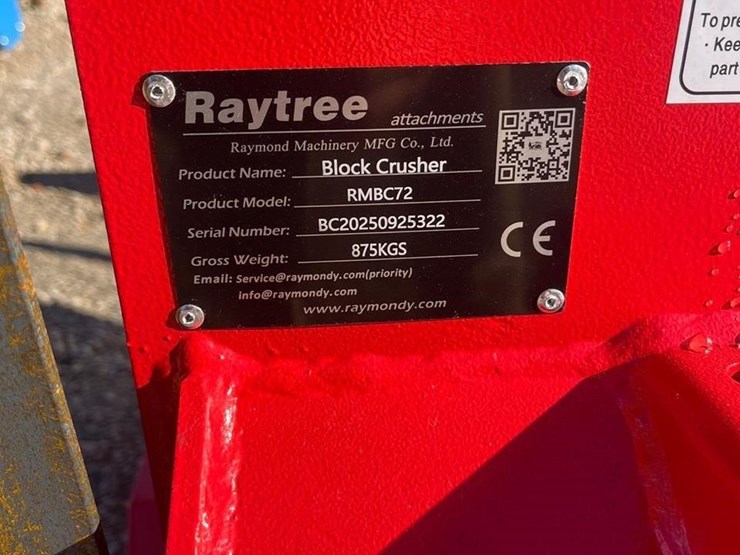 Raytree attachments
Raymond Machinery MFG Co., Ltd.
Product Name: Block Crusher
Product Model: RMBC72
Serial Number: BC20250925322
Gross Weight: 875KGS
Email: Service@raymondy.com(priority)
info@raymondy.com
www.raymondy.com
CE
To pre
· Kee
part